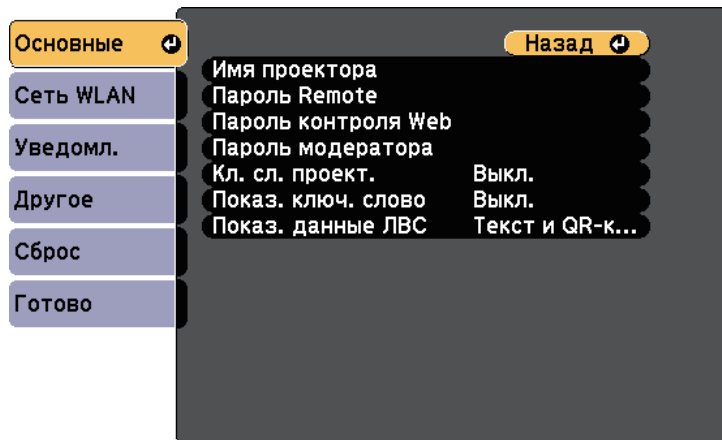 Основные
Сеть WLAN
Уведомл.
Другое
Сброс
Готово
Назад
Имя проектора
Пароль Remote
Пароль контроля Web
Пароль модератора
Кл. сл. проект. Выкл.
Показ. ключ. слово Выкл.
Показ. данные ЛВС Текст и QR-к...